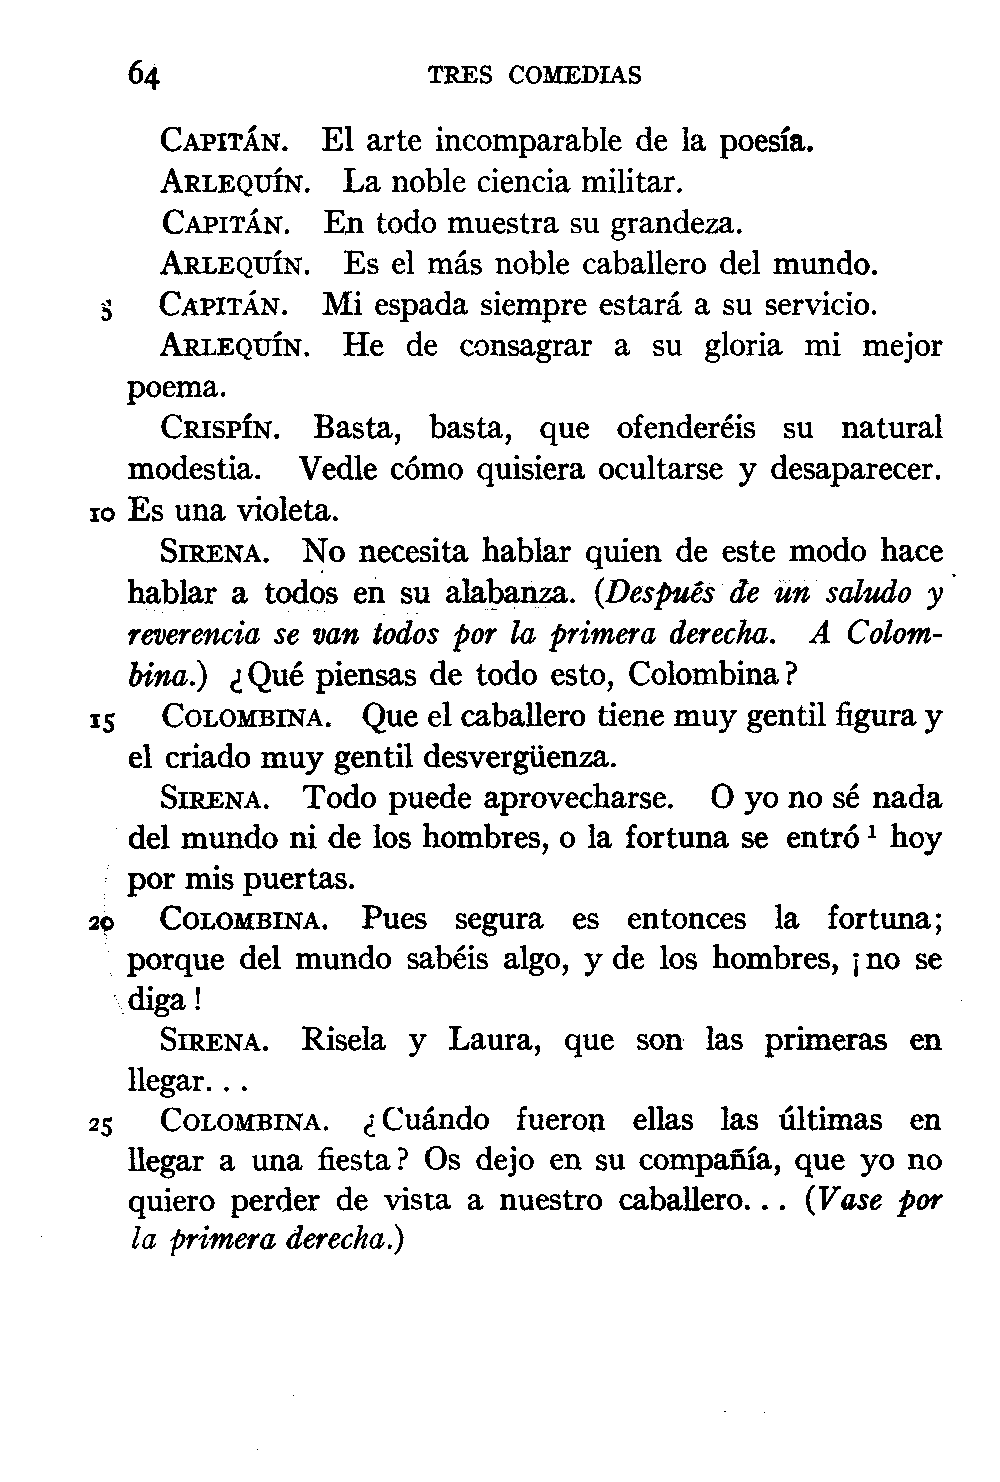 64 TRES COMEDIAS
CAPITÁN. El arte incomparable de la poesía.
ARLEQUÍN. La noble ciencia militar.
CAPITÁN. En todo muestra su grandeza.
ARLEQUÍN. Es el más noble caballero del mundo.
5 CAPITÁN. Mi espada siempre estará a su servicio.
ARLEQUÍN. He de consagrar a su gloria mi mejor
poema.
CRISPÍN. Basta, basta, que ofenderéis su natural
modestia. Vedle cómo quisiera ocultarse y desaparecer.
10 Es una violeta.
SIRENA. No necesita hablar quien de este modo hace
hablar a todos en su alabanza. (Después de un saludo y
reverencia se van todos por la primera derecha. A Colom-
bina.) ¿Qué piensas de todo esto, Colombina?
15 COLOMBINA. Que el caballero tiene muy gentil figura y
el criado muy gentil desvergüenza.
SIRENA. Todo puede aprovecharse. O yo no sé nada
del mundo ni de los hombres, o la fortuna se entró ¹ hoy
por mis puertas.
20 COLOMBINA. Pues segura es entonces la fortuna;
porque del mundo sabéis algo, y de los hombres, ¡no se
diga!
SIRENA. Risela y Laura, que son las primeras en
llegar. . .
25 COLOMBINA. ¿Cuándo fueron ellas las últimas en
llegar a una fiesta? Os dejo en su compañía, que yo no
quiero perder de vista a nuestro caballero. . . (Vase por
la primera derecha.)